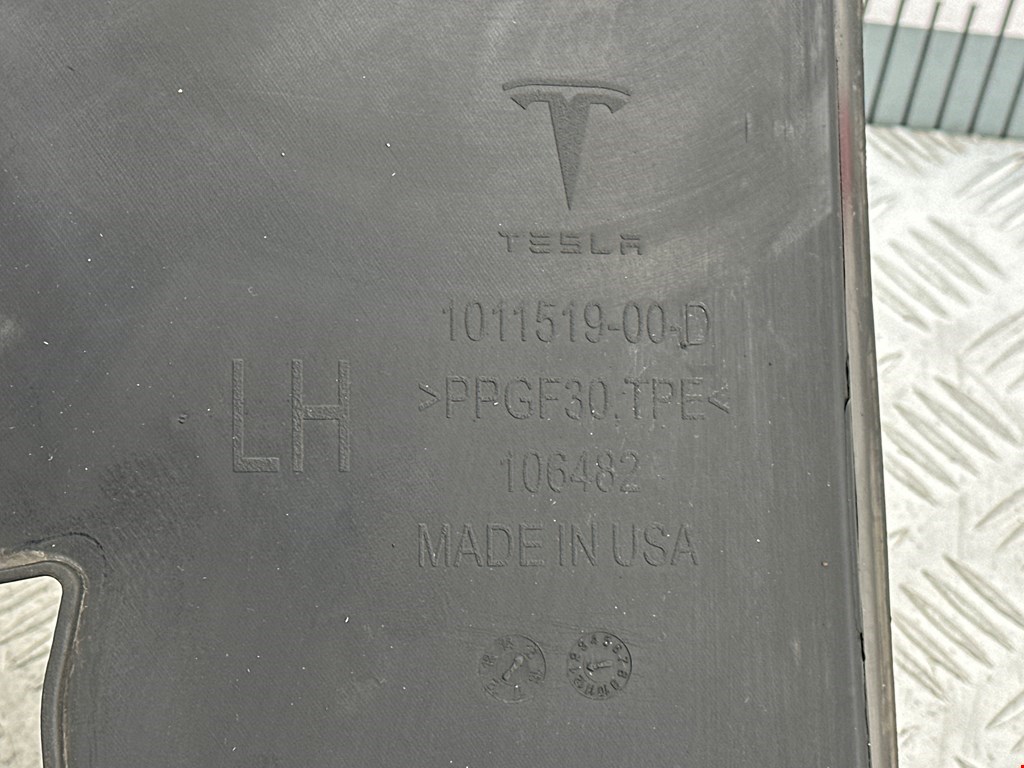 TESLA
1011519-00-D
LH
>PPGF30,TPE<
106482
MADE IN USA